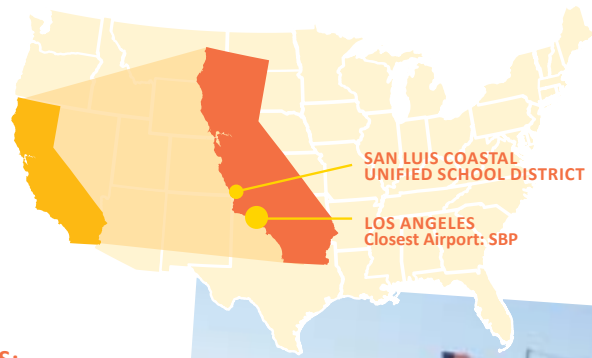 SAN LUIS COASTAL
UNIFIED SCHOOL DISTRICT
LOS ANGELES
Closest Airport: SBP
S: